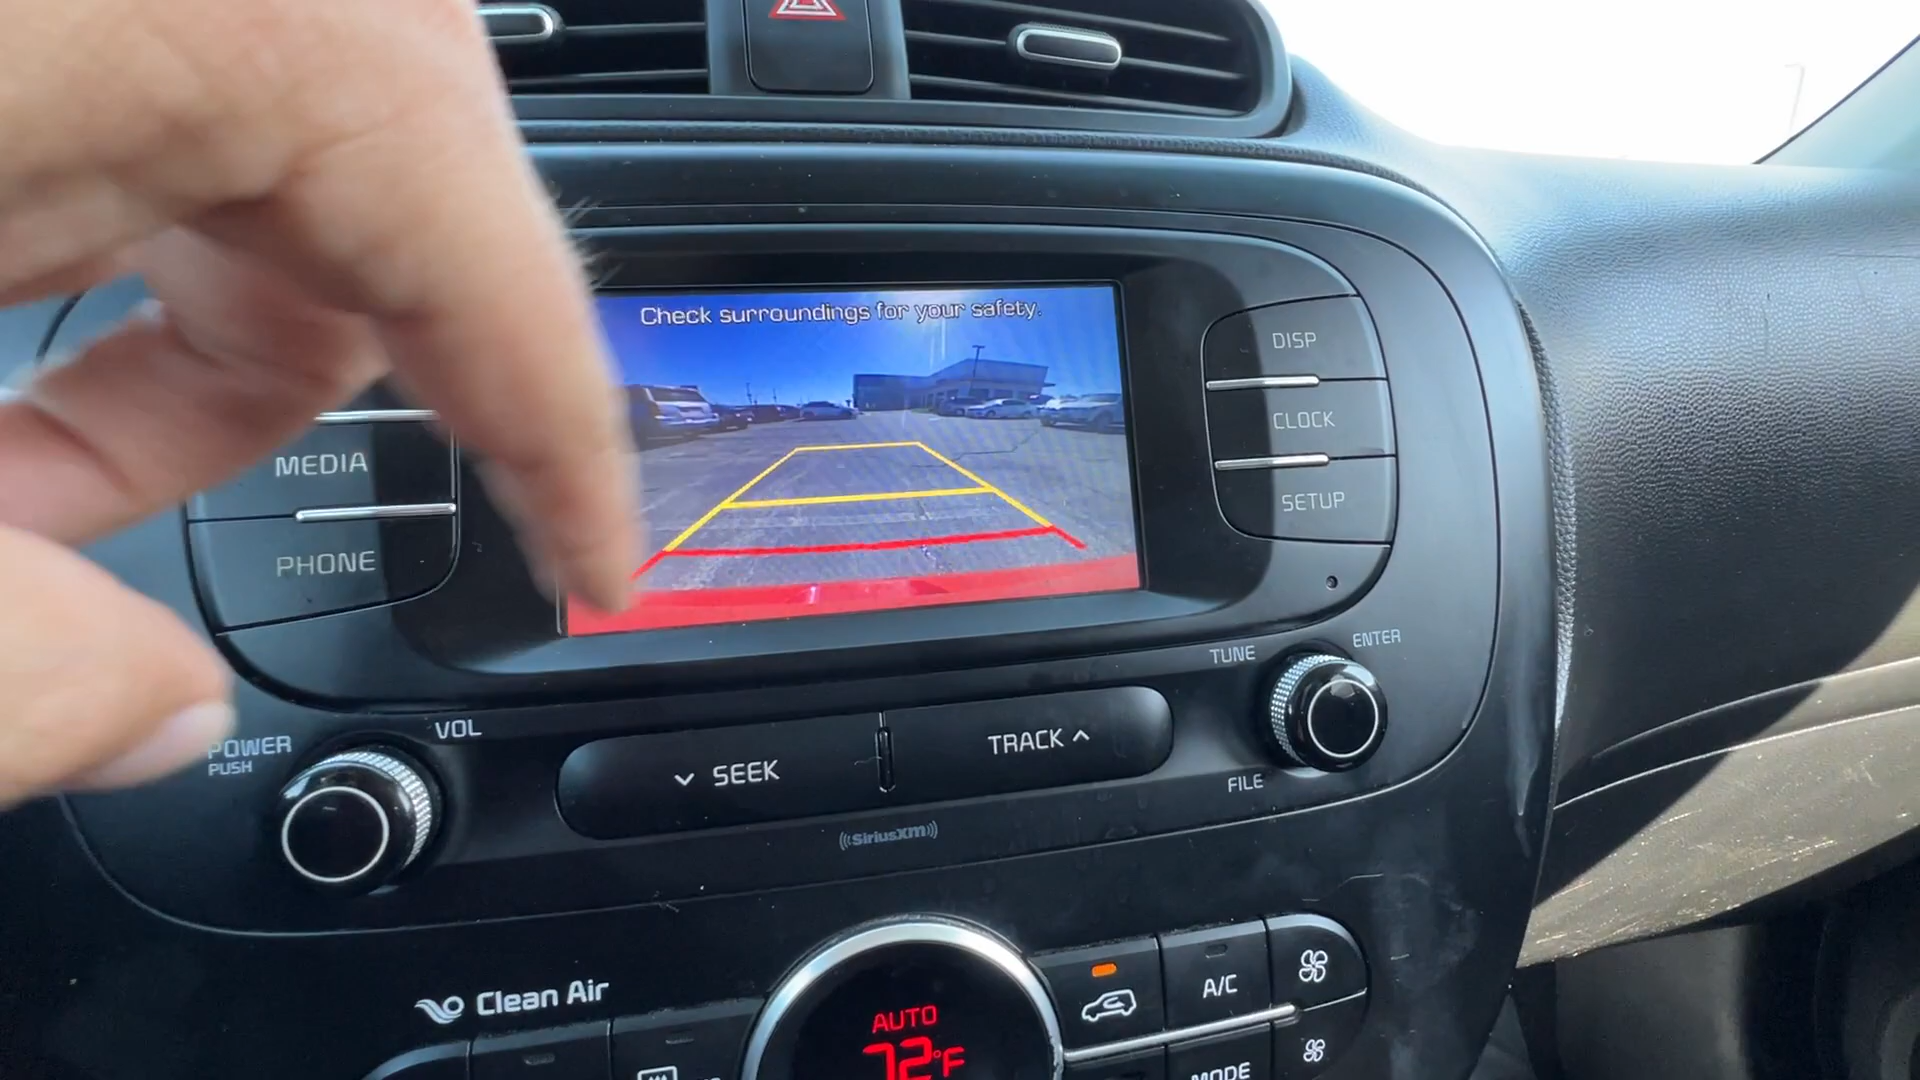 Check surroundings for your safety.
DISP
CLOCK
SETUP
MEDIA
PHONE
TUNE
ENTER
FILE
POWER
PUSH
VOL
SEEK
TRACK
((SiriusXM))
Clean Air
AUTO
72°F
A/C
MODE